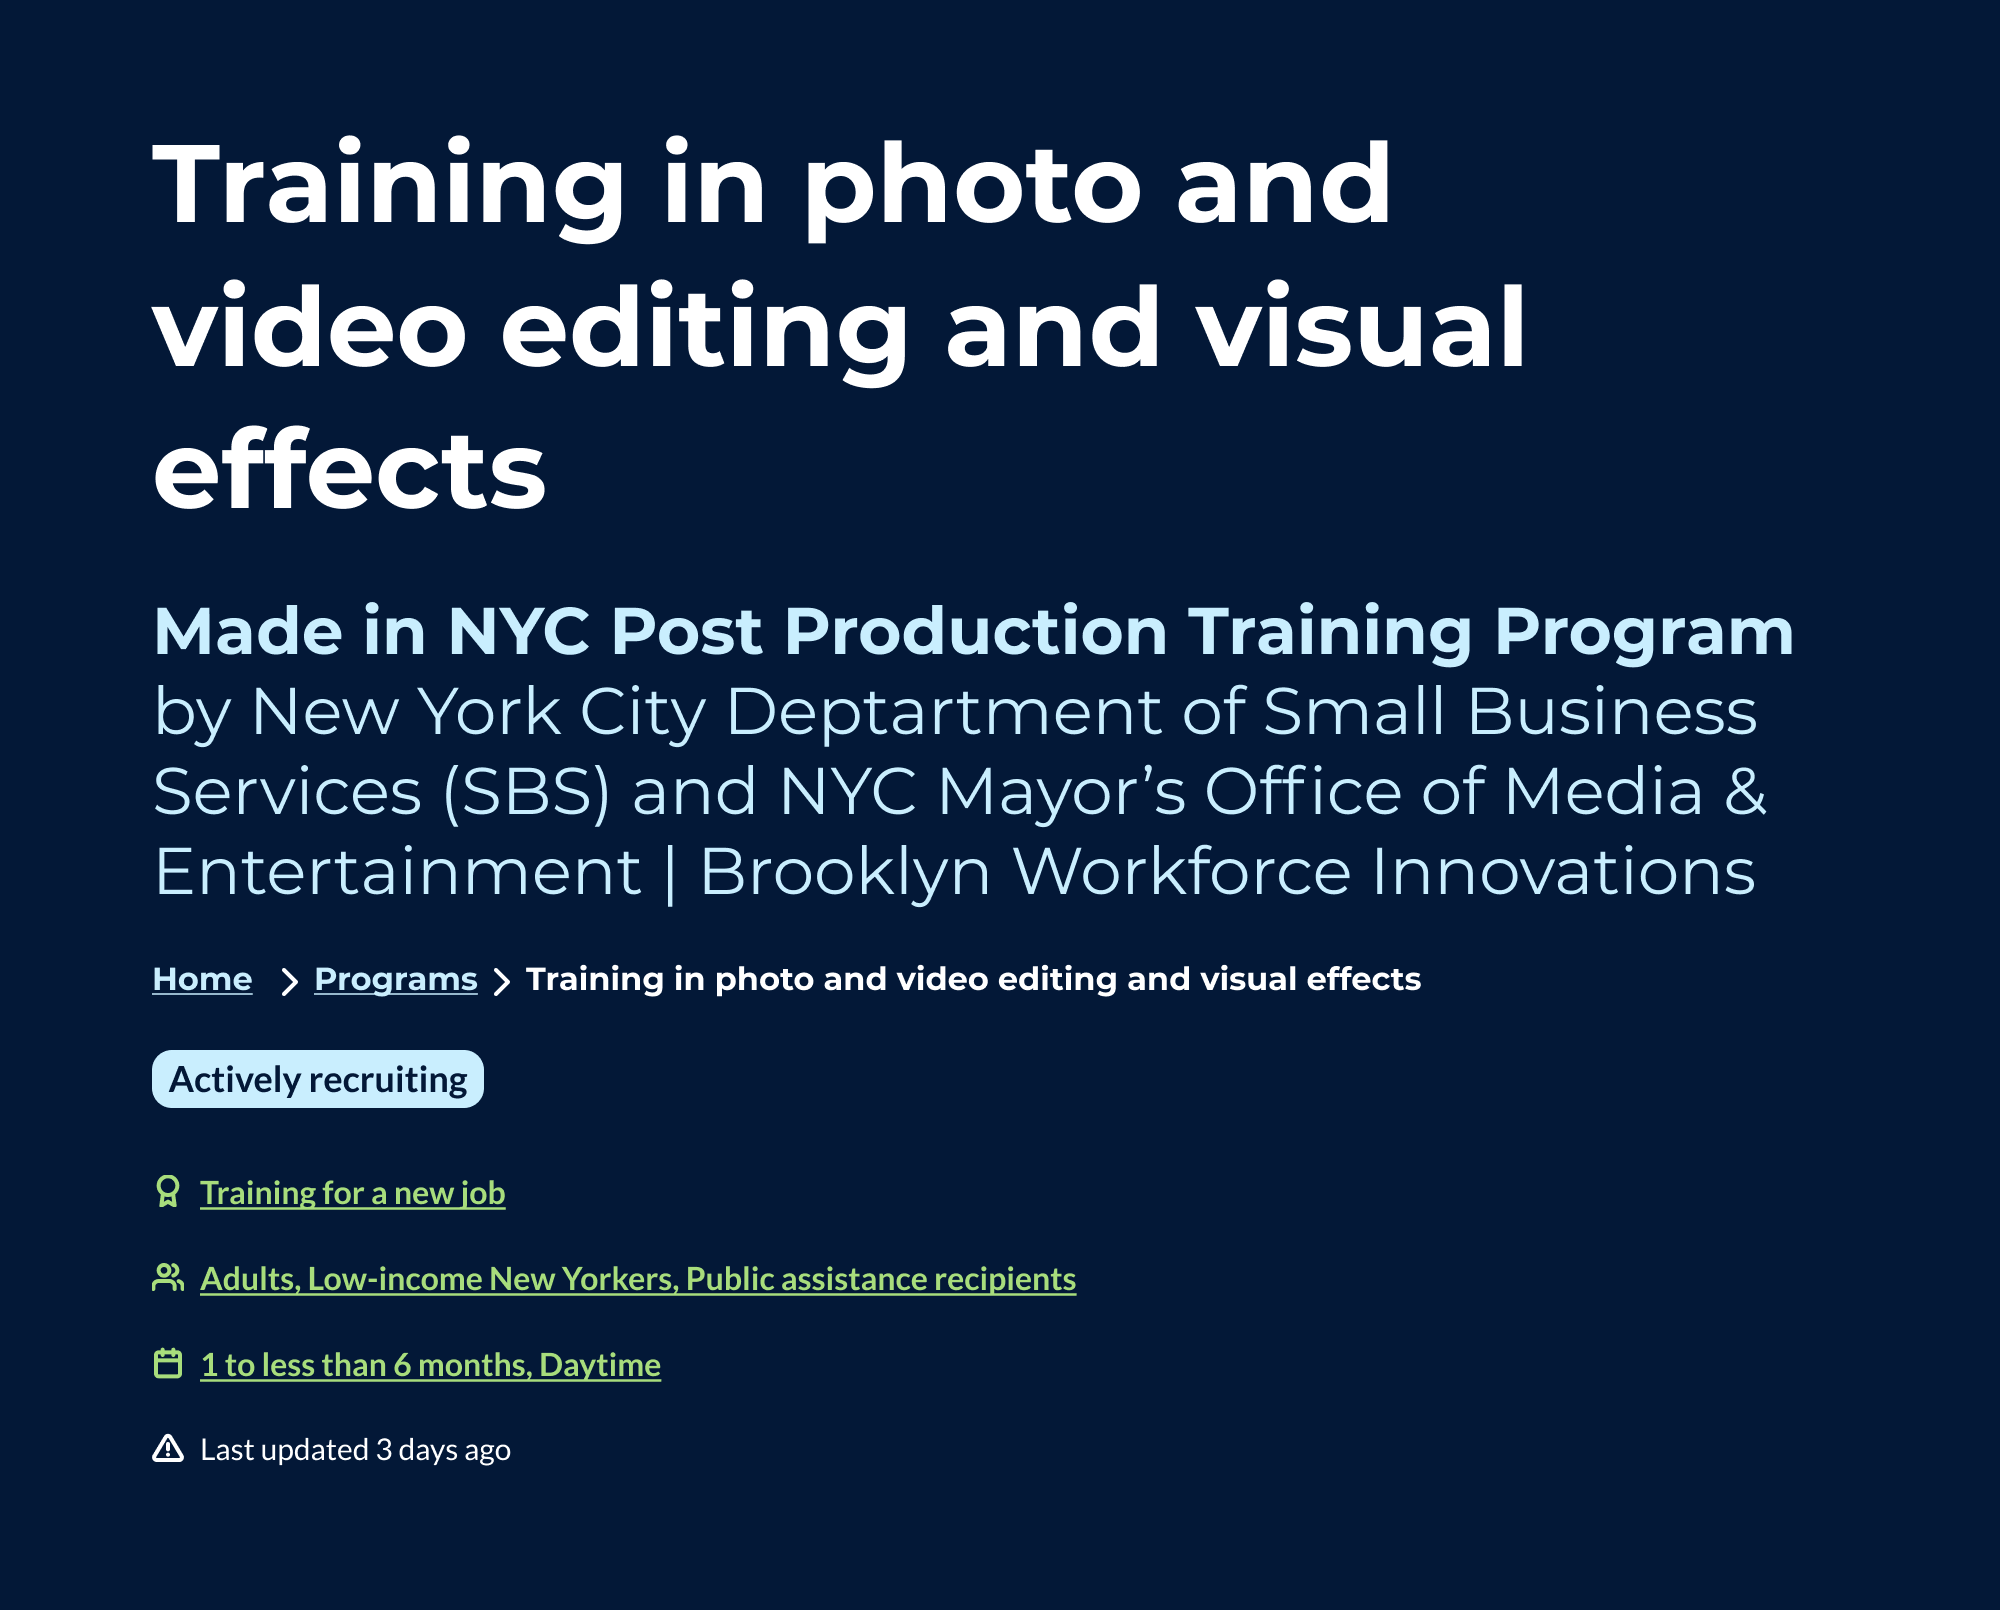 Training in photo and
video editing and visual
effects
Made in NYC Post Production Training Program
by New York City Deptartment of Small Business
Services (SBS) and NYC Mayor’s Office of Media &
Entertainment | Brooklyn Workforce Innovations
Home > Programs > Training in photo and video editing and visual effects
Actively recruiting
Training for a new job
Adults, Low-income New Yorkers, Public assistance recipients
1 to less than 6 months, Daytime
Last updated 3 days ago